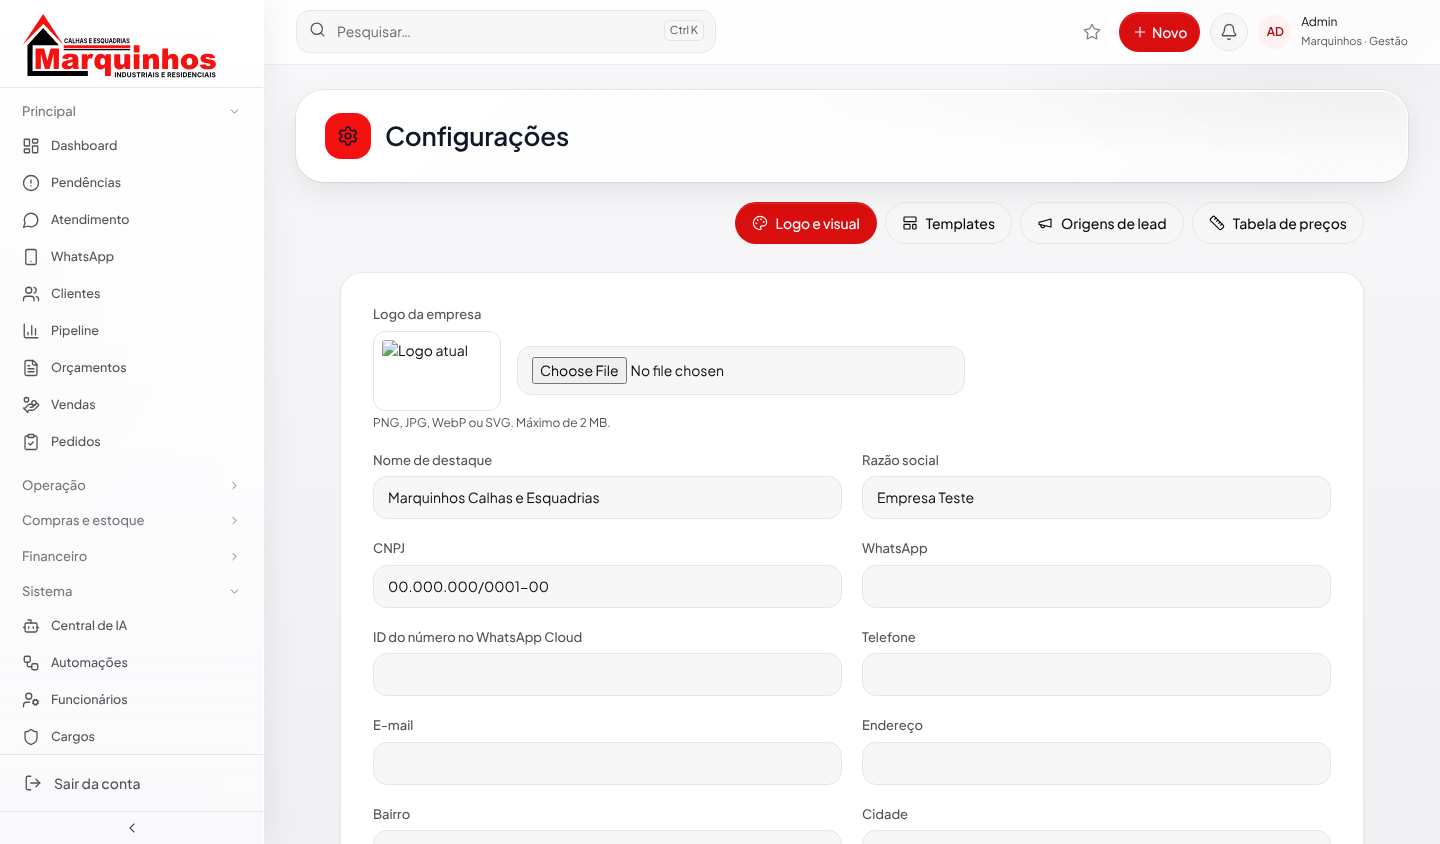 CALHAS E ESQUADRIAS
Marquinhos
INDUSTRIAIS E RESIDENCIAIS
Pesquisar...
Ctrl K
Novo
AD
Admin
Marquinhos · Gestão
Principal
Dashboard
Pendências
Atendimento
WhatsApp
Clientes
Pipeline
Orçamentos
Vendas
Pedidos
Operação
Compras e estoque
Financeiro
Sistema
Central de IA
Automações
Funcionários
Cargos
Sair da conta
Configurações
Logo e visual
Templates
Origens de lead
Tabela de preços
Logo da empresa
Logo atual
Choose File No file chosen
PNG, JPG, WebP ou SVG. Máximo de 2 MB.
Nome de destaque
Marquinhos Calhas e Esquadrias
Razão social
Empresa Teste
CNPJ
00.000.000/0001-00
WhatsApp
ID do número no WhatsApp Cloud
Telefone
E-mail
Endereço
Bairro
Cidade